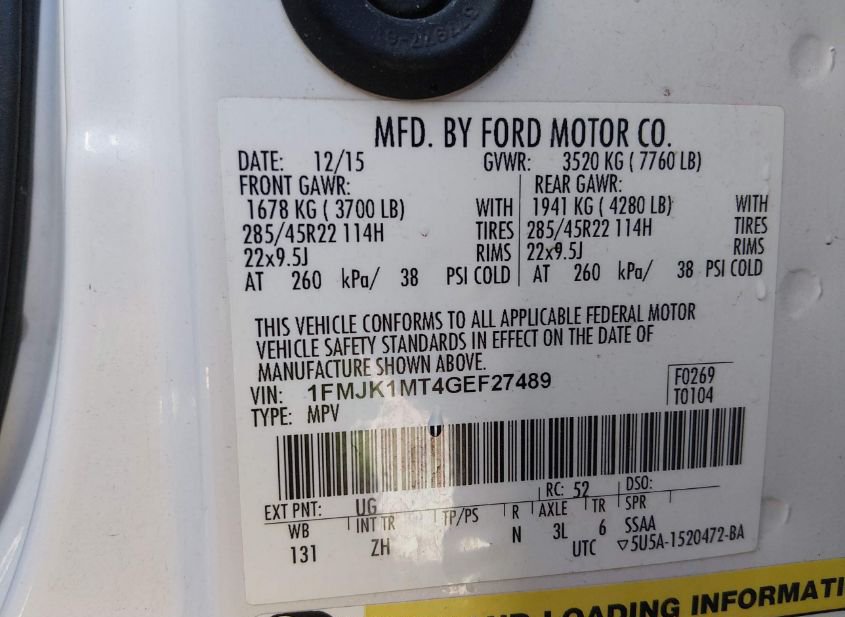 MFD. BY FORD MOTOR CO.
DATE: 12/15 GVWR: 3520 KG ( 7760 LB)
FRONT GAWR: REAR GAWR:
1678 KG ( 3700 LB) WITH 1941 KG ( 4280 LB) WITH
285/45R22 114H TIRES 285/45R22 114H TIRES
22x9.5J RIMS 22x9.5J RIMS
AT 260 kPa/ 38 PSI COLD AT 260 kPa/ 38 PSI COLD
THIS VEHICLE CONFORMS TO ALL APPLICABLE FEDERAL MOTOR
VEHICLE SAFETY STANDARDS IN EFFECT ON THE DATE OF
MANUFACTURE SHOWN ABOVE.
VIN: 1FMJK1MT4GEF27489 F0269
TYPE: MPV T0104
EXT PNT: UG RC: 52 DSO:
WB INT TR TP/PS R AXLE TR SPR
131 ZH N 3L 6 SSAA
UTC ▽5U5A-1520472-BA
LOADING INFORMATI